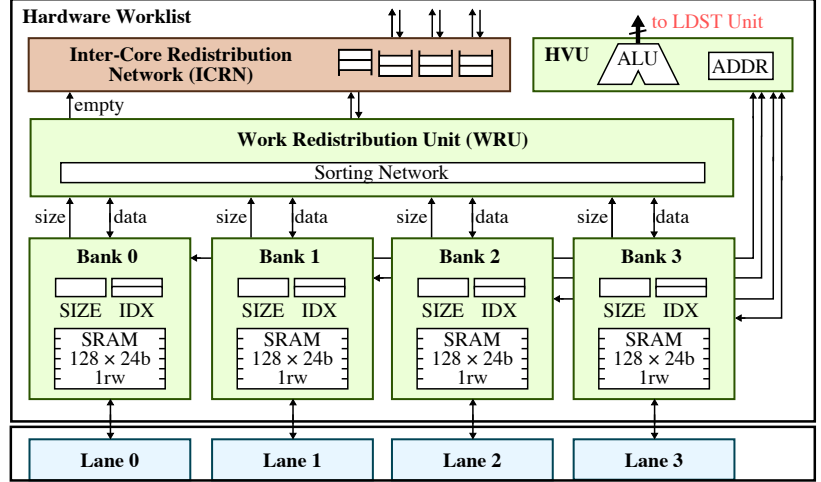 Hardware Worklist
to LDST Unit
Inter-Core Redistribution
Network (ICRN)
HVU
ALU
ADDR
empty
Work Redistribution Unit (WRU)
Sorting Network
size
data
size
data
size
data
size
data
Bank 0
Bank 1
Bank 2
Bank 3
SIZE IDX
SIZE IDX
SIZE IDX
SIZE IDX
SRAM
128 × 24b
1rw
SRAM
128 × 24b
1rw
SRAM
128 × 24b
1rw
SRAM
128 × 24b
1rw
Lane 0
Lane 1
Lane 2
Lane 3